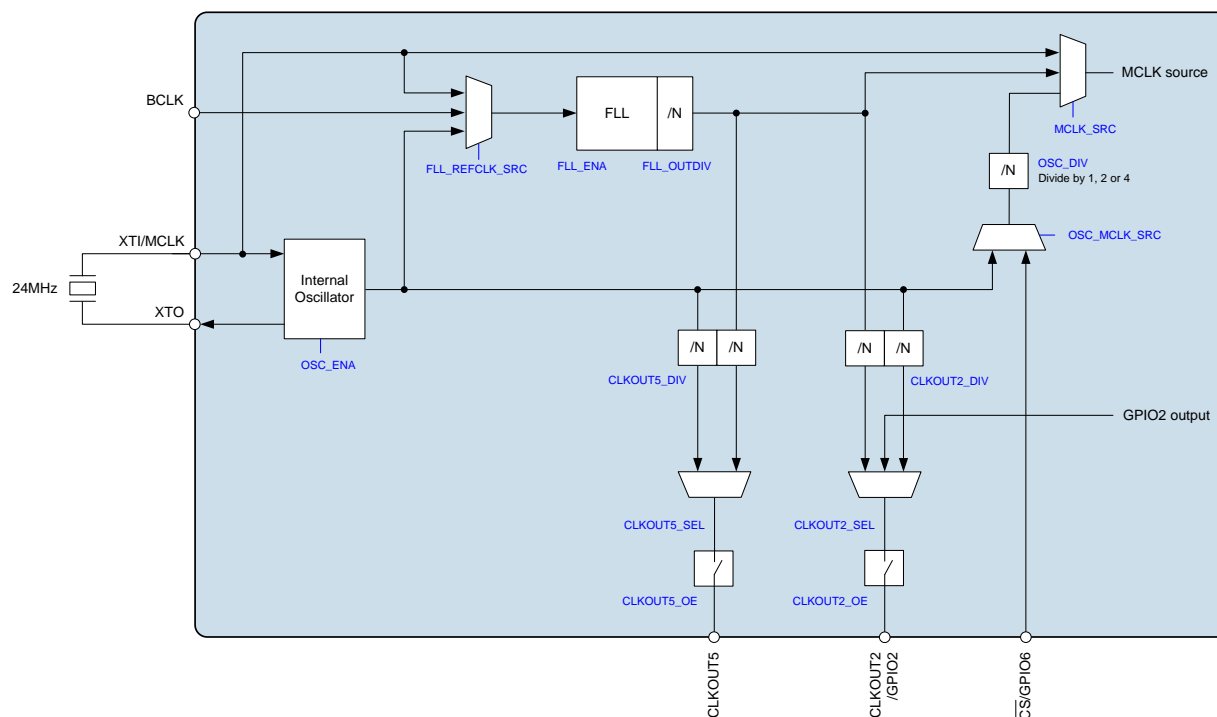 MCLK source
BCLK
FLL
/N
MCLK_SRC
FLL_REFCLK_SRC
FLL_ENA
FLL_OUTDIV
/N
OSC_DIV
Divide by 1, 2 or 4
XTI/MCLK
OSC_MCLK_SRC
24MHz
Internal
Oscillator
XTO
OSC_ENA
/N
/N
/N
/N
CLKOUT5_DIV
CLKOUT2_DIV
GPIO2 output
CLKOUT5_SEL
CLKOUT2_SEL
CLKOUT5_OE
CLKOUT2_OE
CLKOUT5
CLKOUT2
/GPIO2
CS/GPIO6